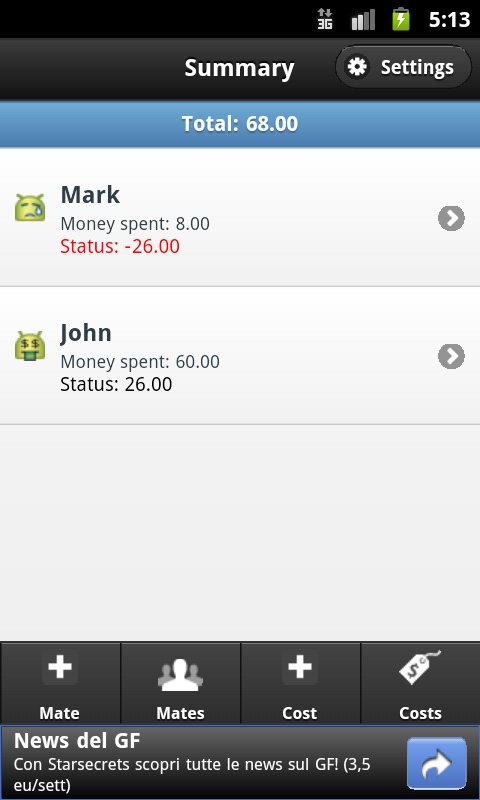 3G 5:13
Summary Settings
Total: 68.00
Mark
Money spent: 8.00
Status: -26.00
$$
John
Money spent: 60.00
Status: 26.00
$
Mate Mates Cost Costs
News del GF
Con Starsecrets scopri tutte le news sul GF! (3,5
eu/sett)